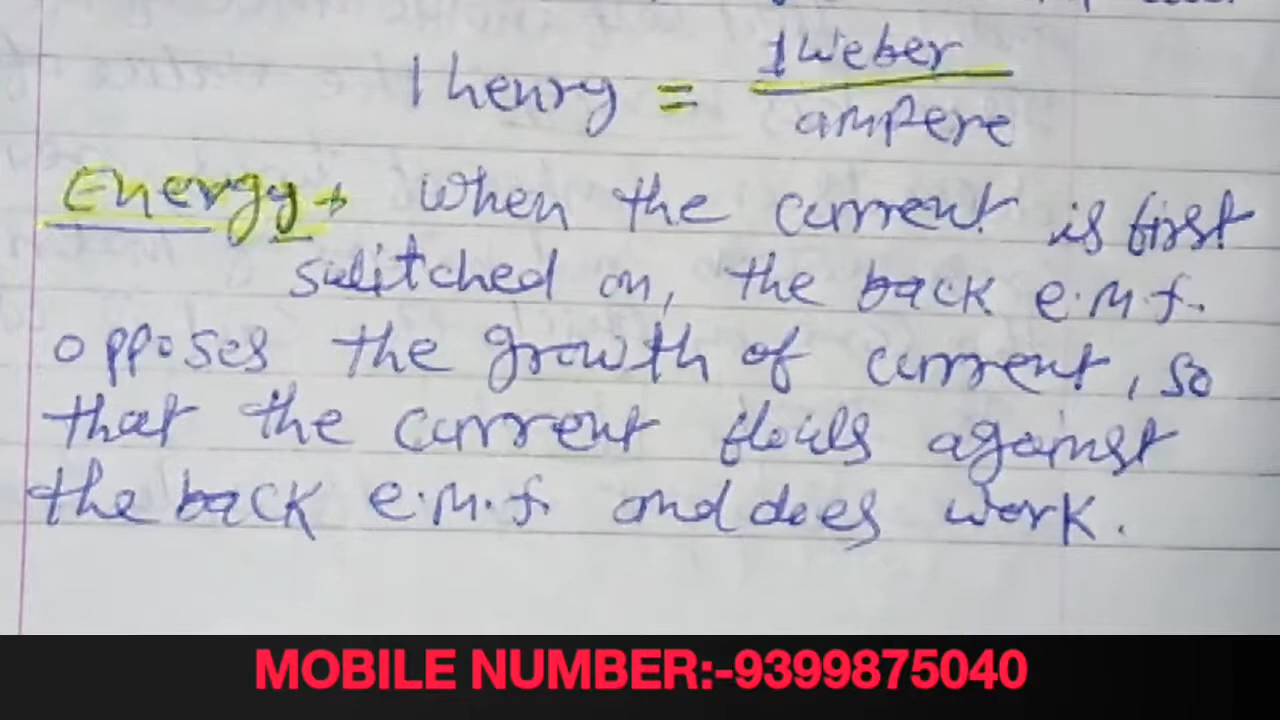 1 Weber
1 henry = ―――
ampere
Energy → When the current is first
switched on, the back e.m.f.
opposes the growth of current, so
that the current flows against
the back e.m.f. and does work.
MOBILE NUMBER:-9399875040